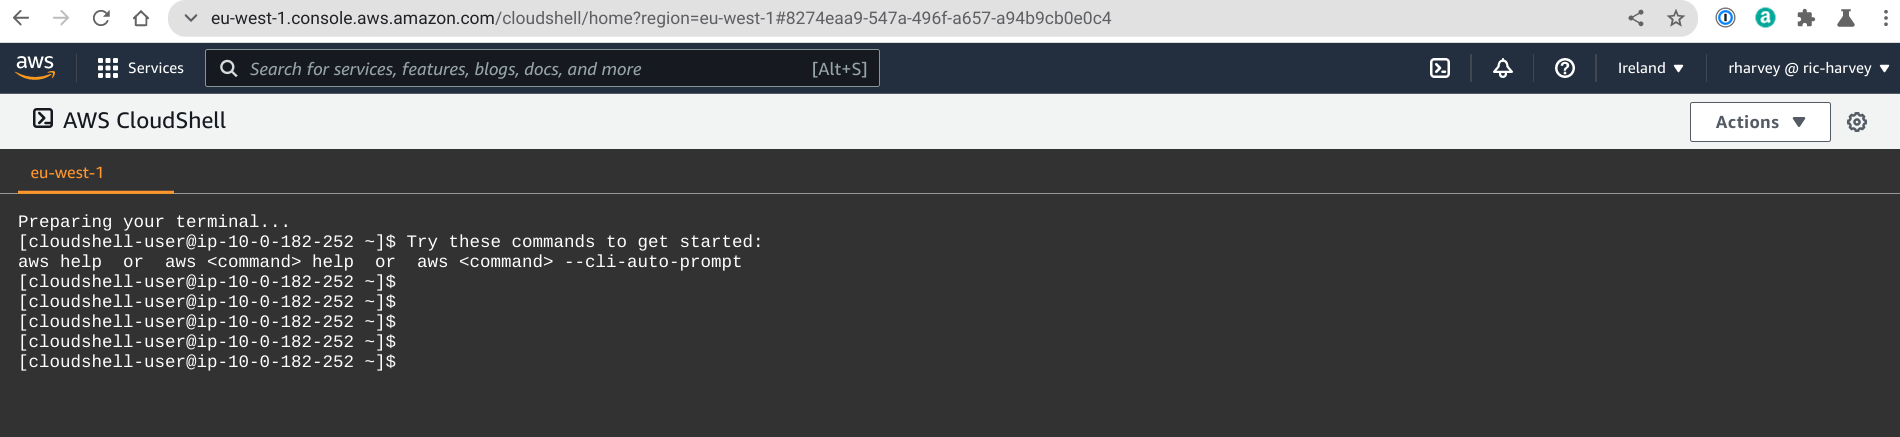 eu-west-1.console.aws.amazon.com/cloudshell/home?region=eu-west-1#8274eaa9-547a-496f-a657-a94b9cb0e0c4
a
aws
Services
Search for services, features, blogs, docs, and more
[Alt+S]
Ireland
rharvey @ ric-harvey
AWS CloudShell
Actions
eu-west-1
Preparing your terminal...
[cloudshell-user@ip-10-0-182-252 ~]$ Try these commands to get started:
aws help  or  aws <command> help  or  aws <command> --cli-auto-prompt
[cloudshell-user@ip-10-0-182-252 ~]$
[cloudshell-user@ip-10-0-182-252 ~]$
[cloudshell-user@ip-10-0-182-252 ~]$
[cloudshell-user@ip-10-0-182-252 ~]$
[cloudshell-user@ip-10-0-182-252 ~]$